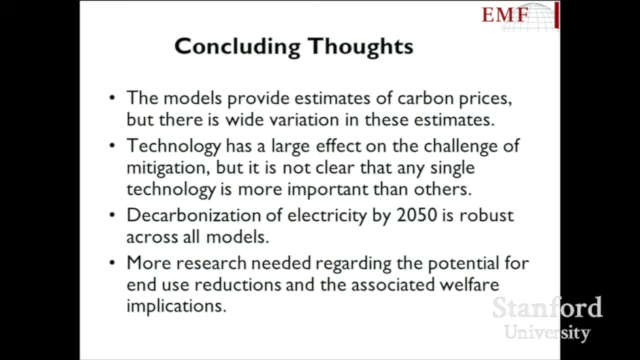 EMF
Concluding Thoughts
• The models provide estimates of carbon prices,
but there is wide variation in these estimates.
• Technology has a large effect on the challenge of
mitigation, but it is not clear that any single
technology is more important than others.
• Decarbonization of electricity by 2050 is robust
across all models.
• More research needed regarding the potential for
end use reductions and the associated welfare
implications.
Stanford
University